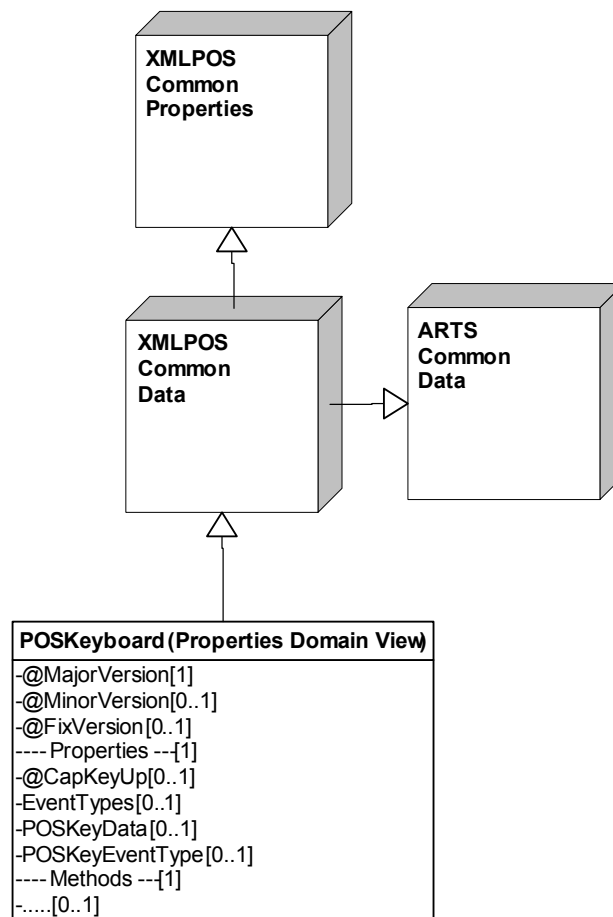 XMLPOS
Common
Properties
XMLPOS
Common
Data
ARTS
Common
Data
POSKeyboard (Properties Domain View)
-@MajorVersion[1]
-@MinorVersion[0..1]
-@FixVersion[0..1]
---- Properties ---[1]
-@CapKeyUp[0..1]
-EventTypes[0..1]
-POSKeyData[0..1]
-POSKeyEventType[0..1]
---- Methods ---[1]
-.....[0..1]